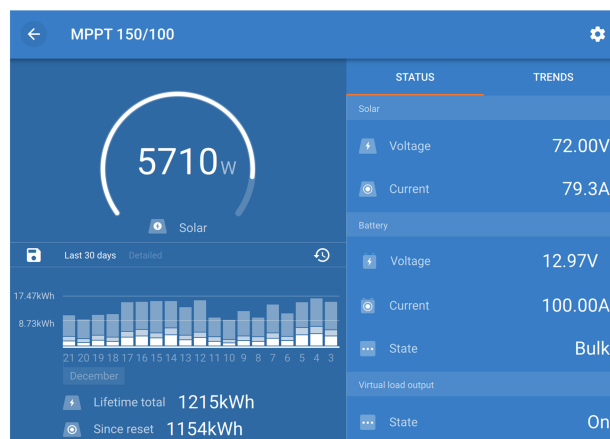 MPPT 150/100
5710W
Solar
Last 30 days Detailed
17.47kWh
8.73kWh
21 20 19 18 17 16 15 14 13 12 11 10 9 8 7 6 5 4 3
December
Lifetime total 1215kWh
Since reset 1154kWh
STATUS TRENDS
Solar
Voltage 72.00V
Current 79.3A
Battery
Voltage 12.97V
Current 100.00A
State Bulk
Virtual load output
State On